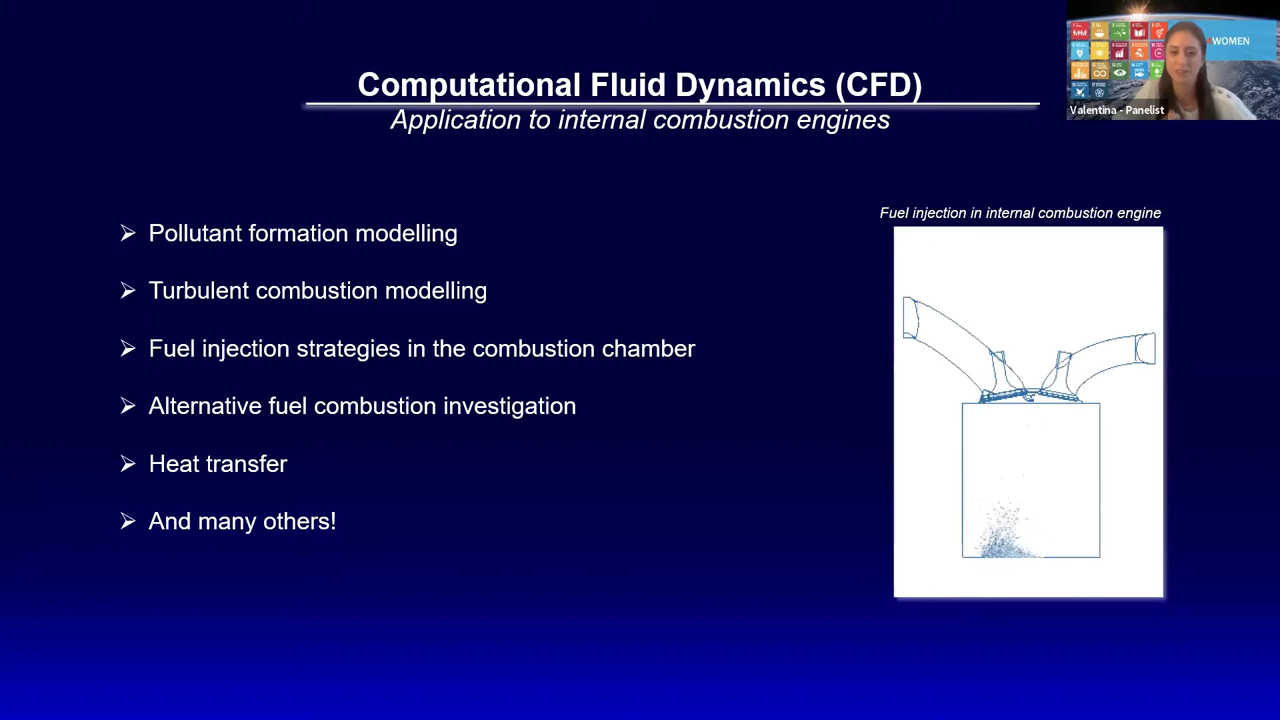 Computational Fluid Dynamics (CFD)
Application to internal combustion engines
WOMEN
Valentina - Panelist
Pollutant formation modelling
Turbulent combustion modelling
Fuel injection strategies in the combustion chamber
Alternative fuel combustion investigation
Heat transfer
And many others!
Fuel injection in internal combustion engine